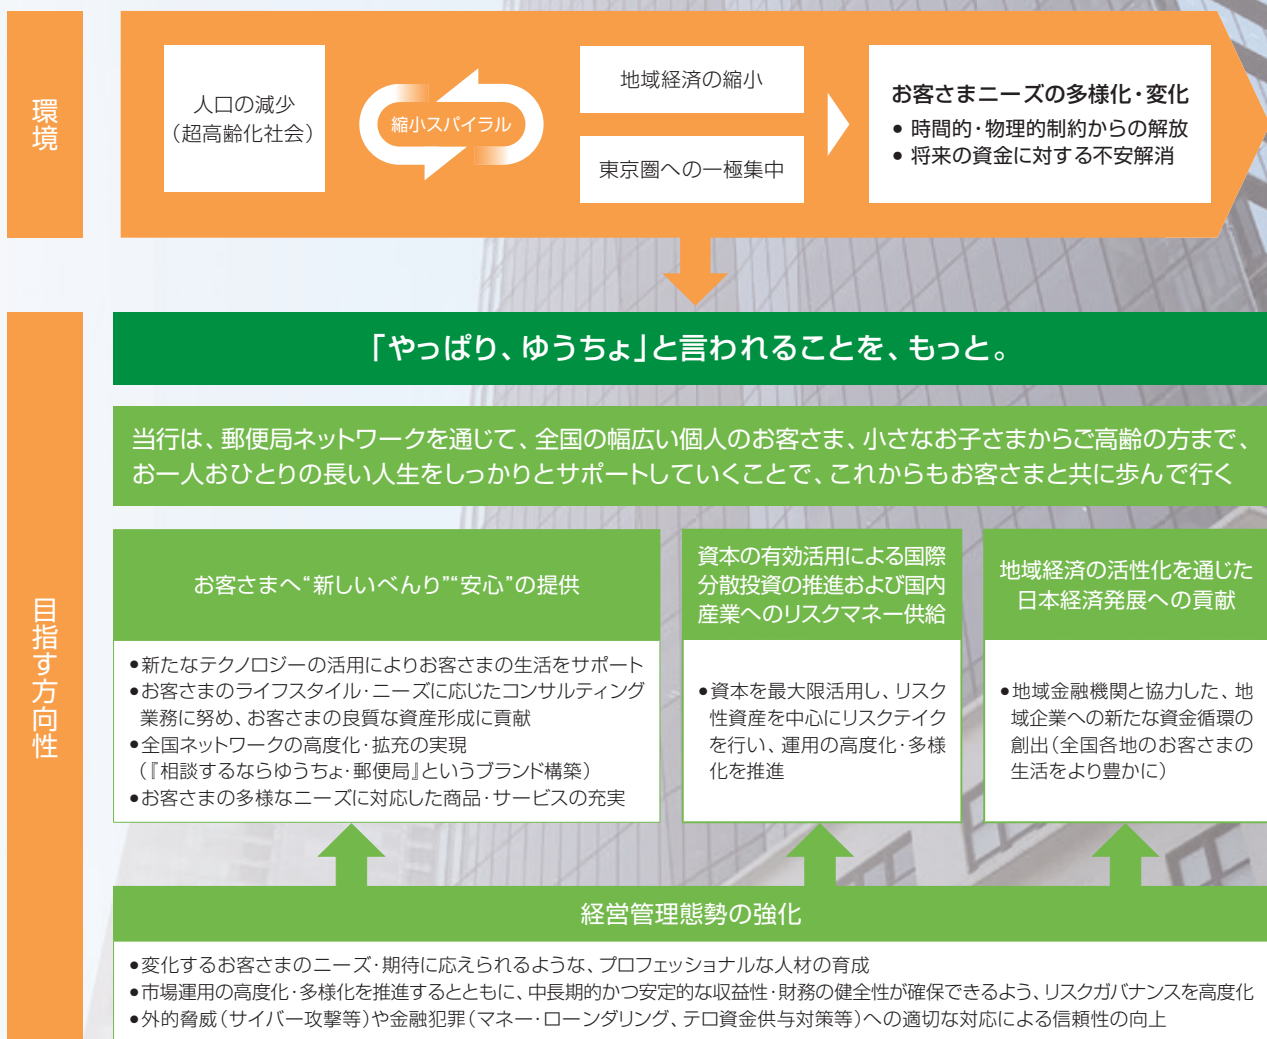 環境
人口の減少
（超高齢化社会）
縮小スパイラル
地域経済の縮小
東京圏への一極集中
お客さまニーズの多様化・変化
● 時間的・物理的制約からの解放
● 将来の資金に対する不安解消
目指す方向性
「やっぱり、ゆうちょ」と言われることを、もっと。
当行は、郵便局ネットワークを通じて、全国の幅広い個人のお客さま、小さなお子さまからご高齢の方まで、
お一人おひとりの長い人生をしっかりとサポートしていくことで、これからもお客さまと共に歩んで行く
お客さまへ“新しいべんり”“安心”の提供
●新たなテクノロジーの活用によりお客さまの生活をサポート
●お客さまのライフスタイル・ニーズに応じたコンサルティング
業務に努め、お客さまの良質な資産形成に貢献
●全国ネットワークの高度化・拡充の実現
（『相談するならゆうちょ・郵便局』というブランド構築）
●お客さまの多様なニーズに対応した商品・サービスの充実
資本の有効活用による国際
分散投資の推進および国内
産業へのリスクマネー供給
●資本を最大限活用し、リスク
性資産を中心にリスクテイク
を行い、運用の高度化・多様
化を推進
地域経済の活性化を通じた
日本経済発展への貢献
●地域金融機関と協力した、地
域企業への新たな資金循環の
創出（全国各地のお客さまの
生活をより豊かに）
経営管理態勢の強化
●変化するお客さまのニーズ・期待に応えられるような、プロフェッショナルな人材の育成
●市場運用の高度化・多様化を推進するとともに、中長期的かつ安定的な収益性・財務の健全性が確保できるよう、リスクガバナンスを高度化
●外的脅威（サイバー攻撃等）や金融犯罪（マネー・ローンダリング、テロ資金供与対策等）への適切な対応による信頼性の向上